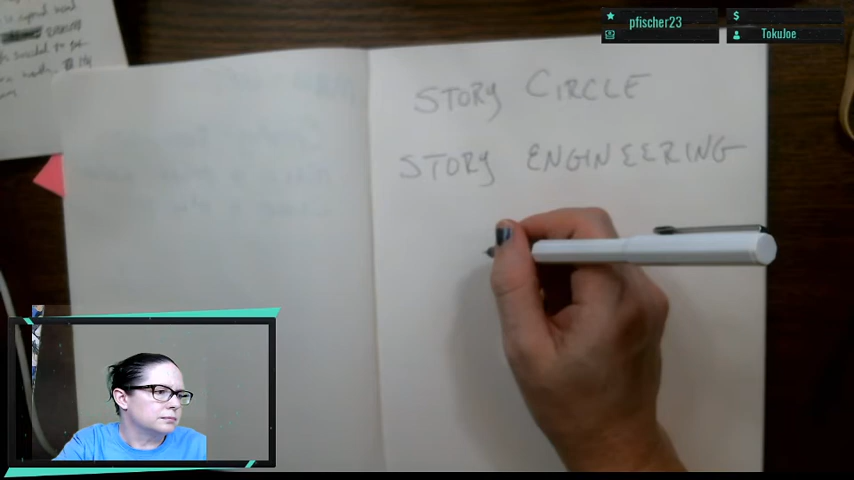 pfischer23
$
TokuJoe
STORY CIRCLE
STORY ENGINEERING